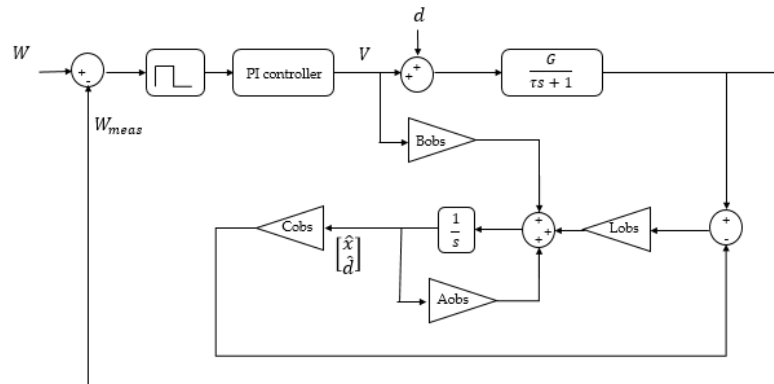 d
W
+
-
PI controller
V
+
+
G
τs + 1
W_meas
Bobs
Cobs
[x̂
d̂]
1
s
+
+
+
+
Lobs
+
-
Aobs